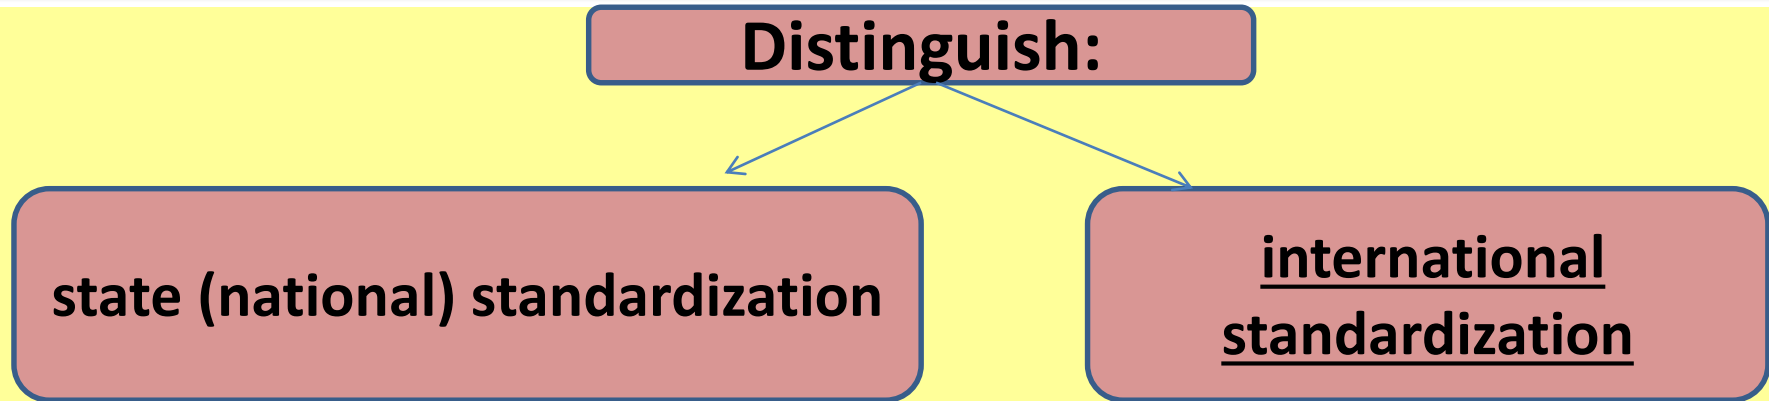 Distinguish:
state (national) standardization
international
standardization